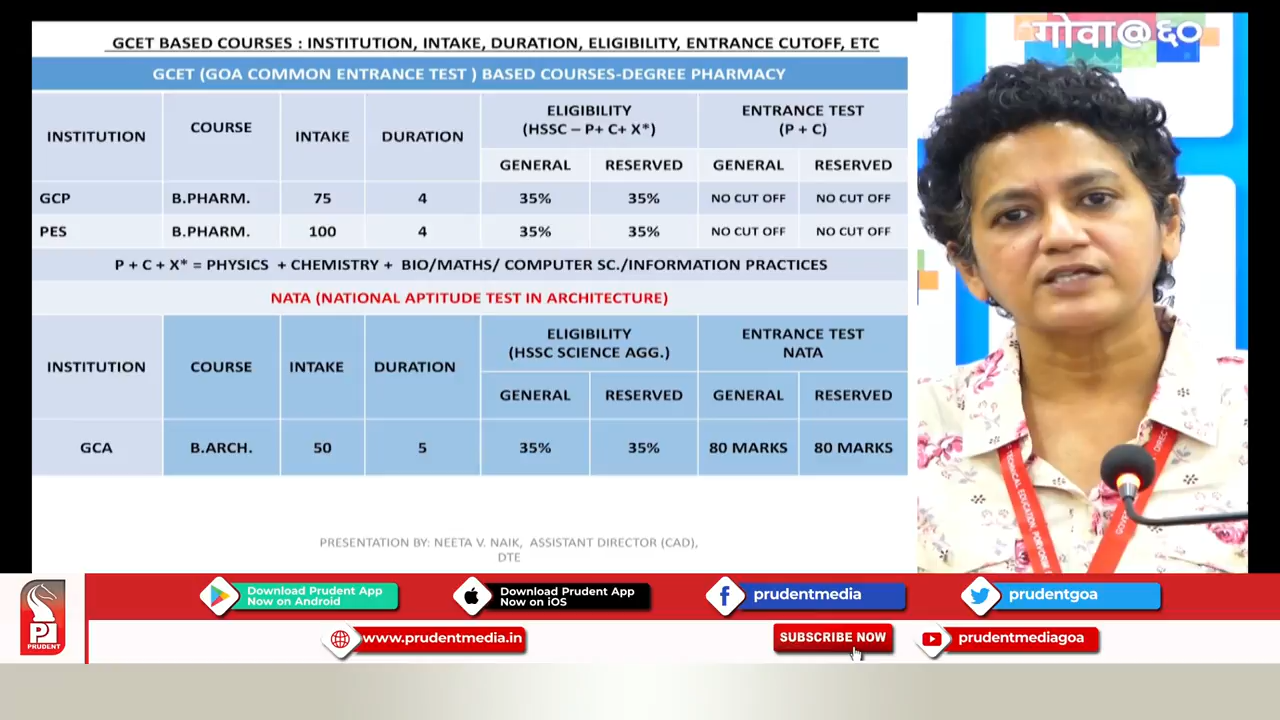 GCET BASED COURSES : INSTITUTION, INTAKE, DURATION, ELIGIBILITY, ENTRANCE CUTOFF, ETC
GCET (GOA COMMON ENTRANCE TEST ) BASED COURSES-DEGREE PHARMACY
INSTITUTION COURSE INTAKE DURATION ELIGIBILITY (HSSC – P+ C+ X*) ENTRANCE TEST (P + C)
GENERAL RESERVED GENERAL RESERVED
GCP B.PHARM. 75 4 35% 35% NO CUT OFF NO CUT OFF
PES B.PHARM. 100 4 35% 35% NO CUT OFF NO CUT OFF
P + C + X* = PHYSICS + CHEMISTRY + BIO/MATHS/ COMPUTER SC./INFORMATION PRACTICES
NATA (NATIONAL APTITUDE TEST IN ARCHITECTURE)
INSTITUTION COURSE INTAKE DURATION ELIGIBILITY (HSSC SCIENCE AGG.) ENTRANCE TEST NATA
GENERAL RESERVED GENERAL RESERVED
GCA B.ARCH. 50 5 35% 35% 80 MARKS 80 MARKS
PRESENTATION BY: NEETA V. NAIK, ASSISTANT DIRECTOR (CAD),
DTE
गोवा@६०
TECHNICAL EDUCATION, PORVORIM
PI
PRUDENT
Download Prudent App
Now on Android
Download Prudent App
Now on iOS
prudentmedia
prudentgoa
www.prudentmedia.in
SUBSCRIBE NOW
prudentmediagoa